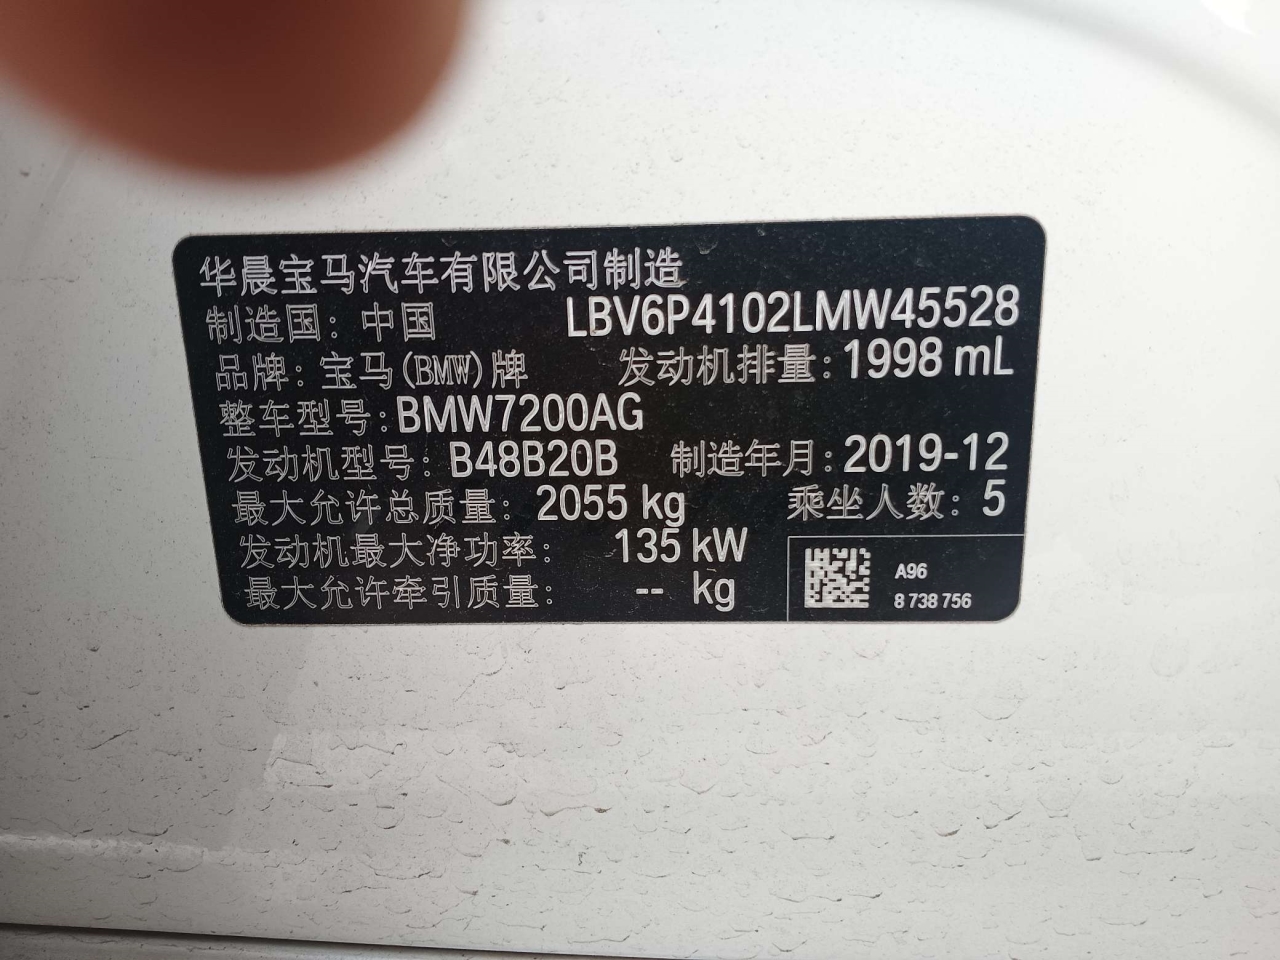 华晨宝马汽车有限公司制造
制造国: 中国 LBV6P4102LMW45528
品牌: 宝马(BMW)牌 发动机排量: 1998 mL
整车型号: BMW7200AG
发动机型号: B48B20B 制造年月: 2019-12
最大允许总质量: 2055 kg 乘坐人数: 5
发动机最大净功率: 135 kW
最大允许牵引质量: -- kg
A96
8 738 756